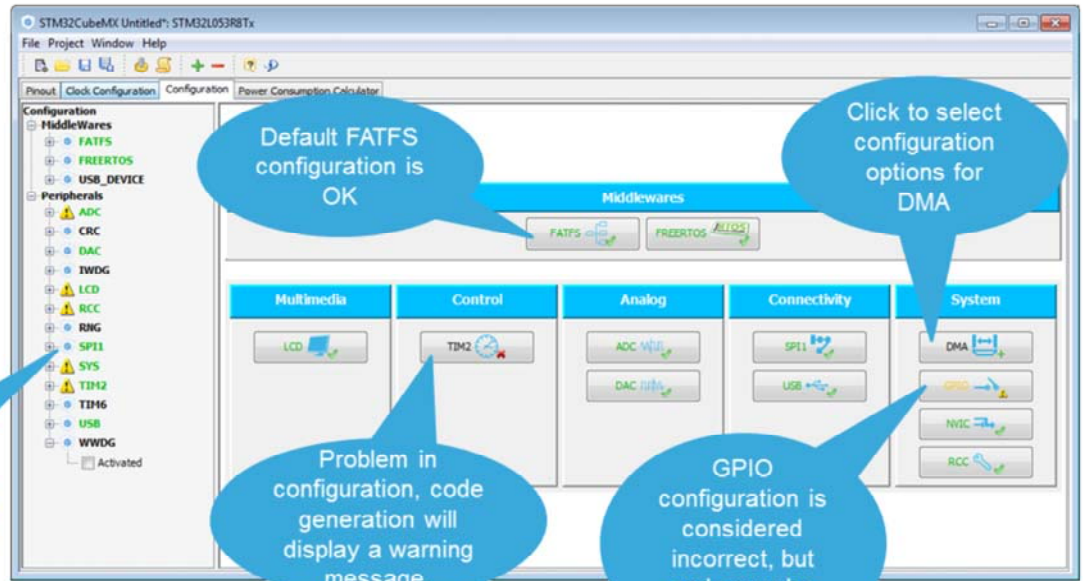 STM32CubeMX Untitled*: STM32L053R8Tx
File Project Window Help
Pinout Clock Configuration Configuration Power Consumption Calculator
Configuration
MiddleWares
FATFS
FREERTOS
USB_DEVICE
Peripherals
ADC
CRC
DAC
IWDG
LCD
RCC
RNG
SPI1
SYS
TIM2
TIM6
USB
WWDG
Activated
Default FATFS
configuration is
OK
Click to select
configuration
options for
DMA
Middlewares
FATFS FREERTOS
Multimedia Control Analog Connectivity System
LCD TIM2 ADC SPI1 DMA
DAC USB GPIO
NVIC
RCC
Problem in
configuration, code
generation will
display a warning
message
GPIO
configuration is
considered
incorrect, but